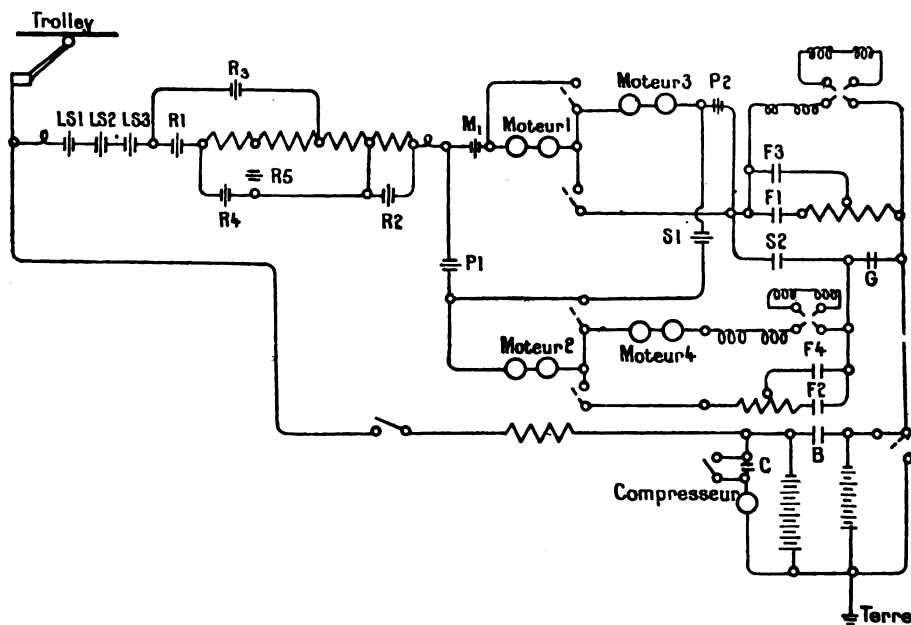 Trolley
R3
LS1 LS2 LS3 R1
M1 Moteur1
Moteur3 P2
R5
R4
R2
F3
F1
S1
S2
G
P1
Moteur2
Moteur4
F4
F2
B
C
Compresseur
Terre